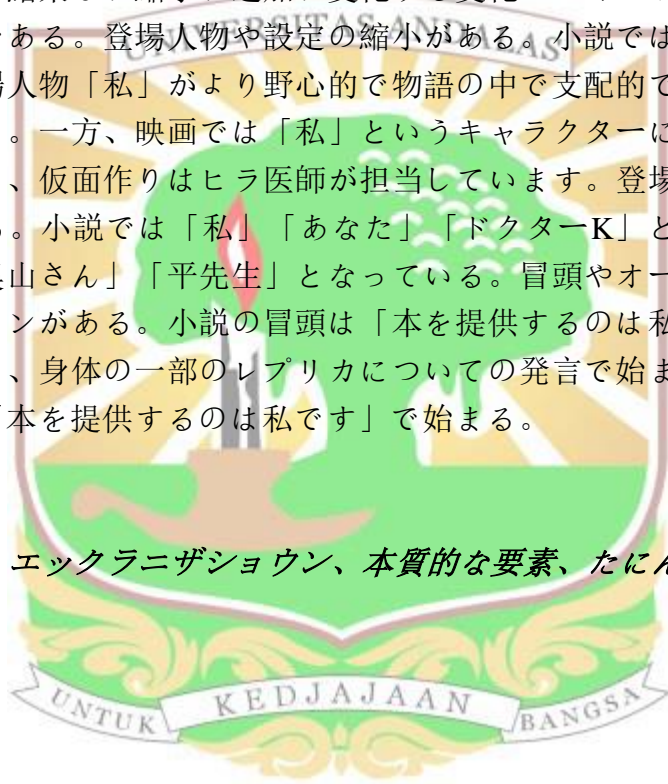 UNIVERSITAS ANDALAS
ある。登場人物や設定の縮小がある。小説では
場人物「私」がより野心的で物語の中で支配的で
。一方、映画では「私」というキャラクターに
、仮面作りはヒラ医師が担当しています。登場
。小説では「私」「あなた」「ドクターK」と
山さん」「平先生」となっている。冒頭やオー
ンがある。小説の冒頭は「本を提供するのは私
、身体の一部のレプリカについての発言で始ま
「本を提供するのは私です」で始まる。
エックラニザショウン、本質的な要素、たにん
UNTUK KEDJAJAAN BANGSA